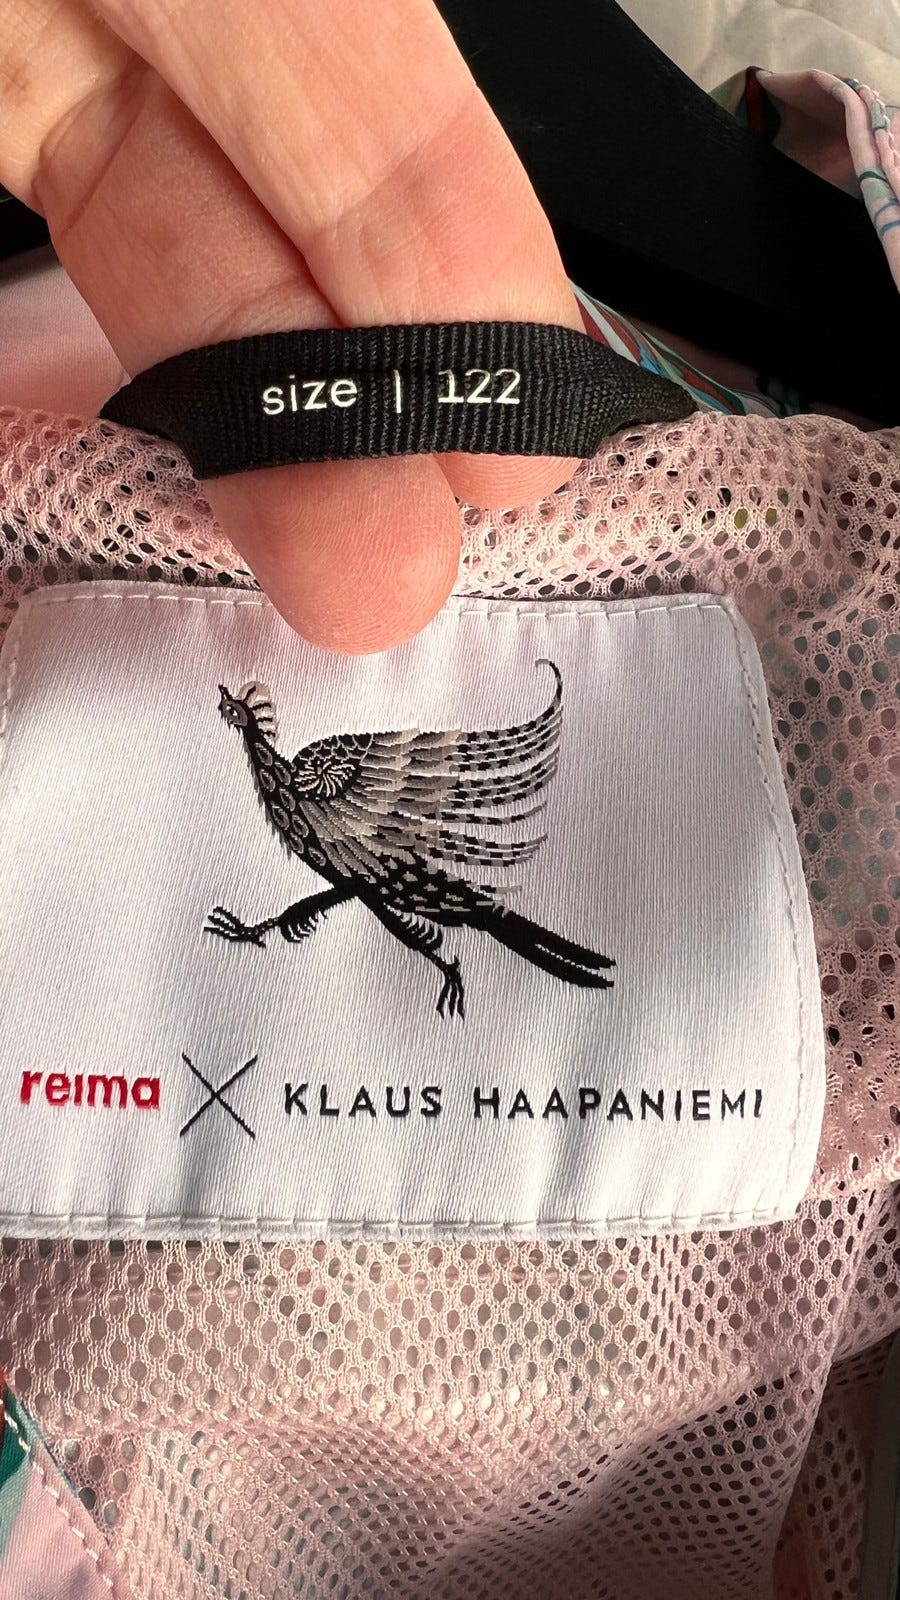 size | 122
reima X KLAUS HAAPANIEMI